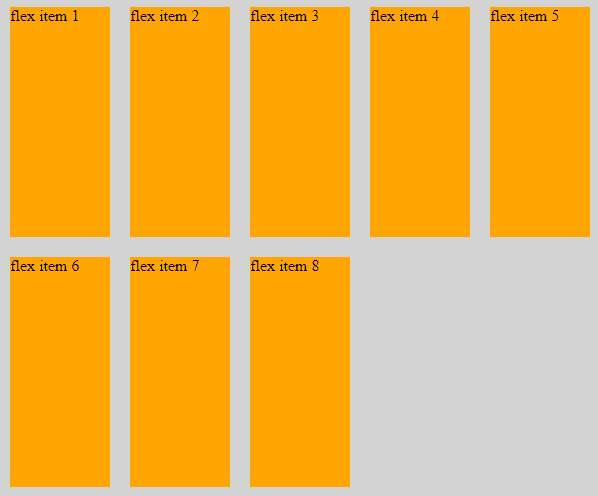 flex item 1
flex item 2
flex item 3
flex item 4
flex item 5
flex item 6
flex item 7
flex item 8